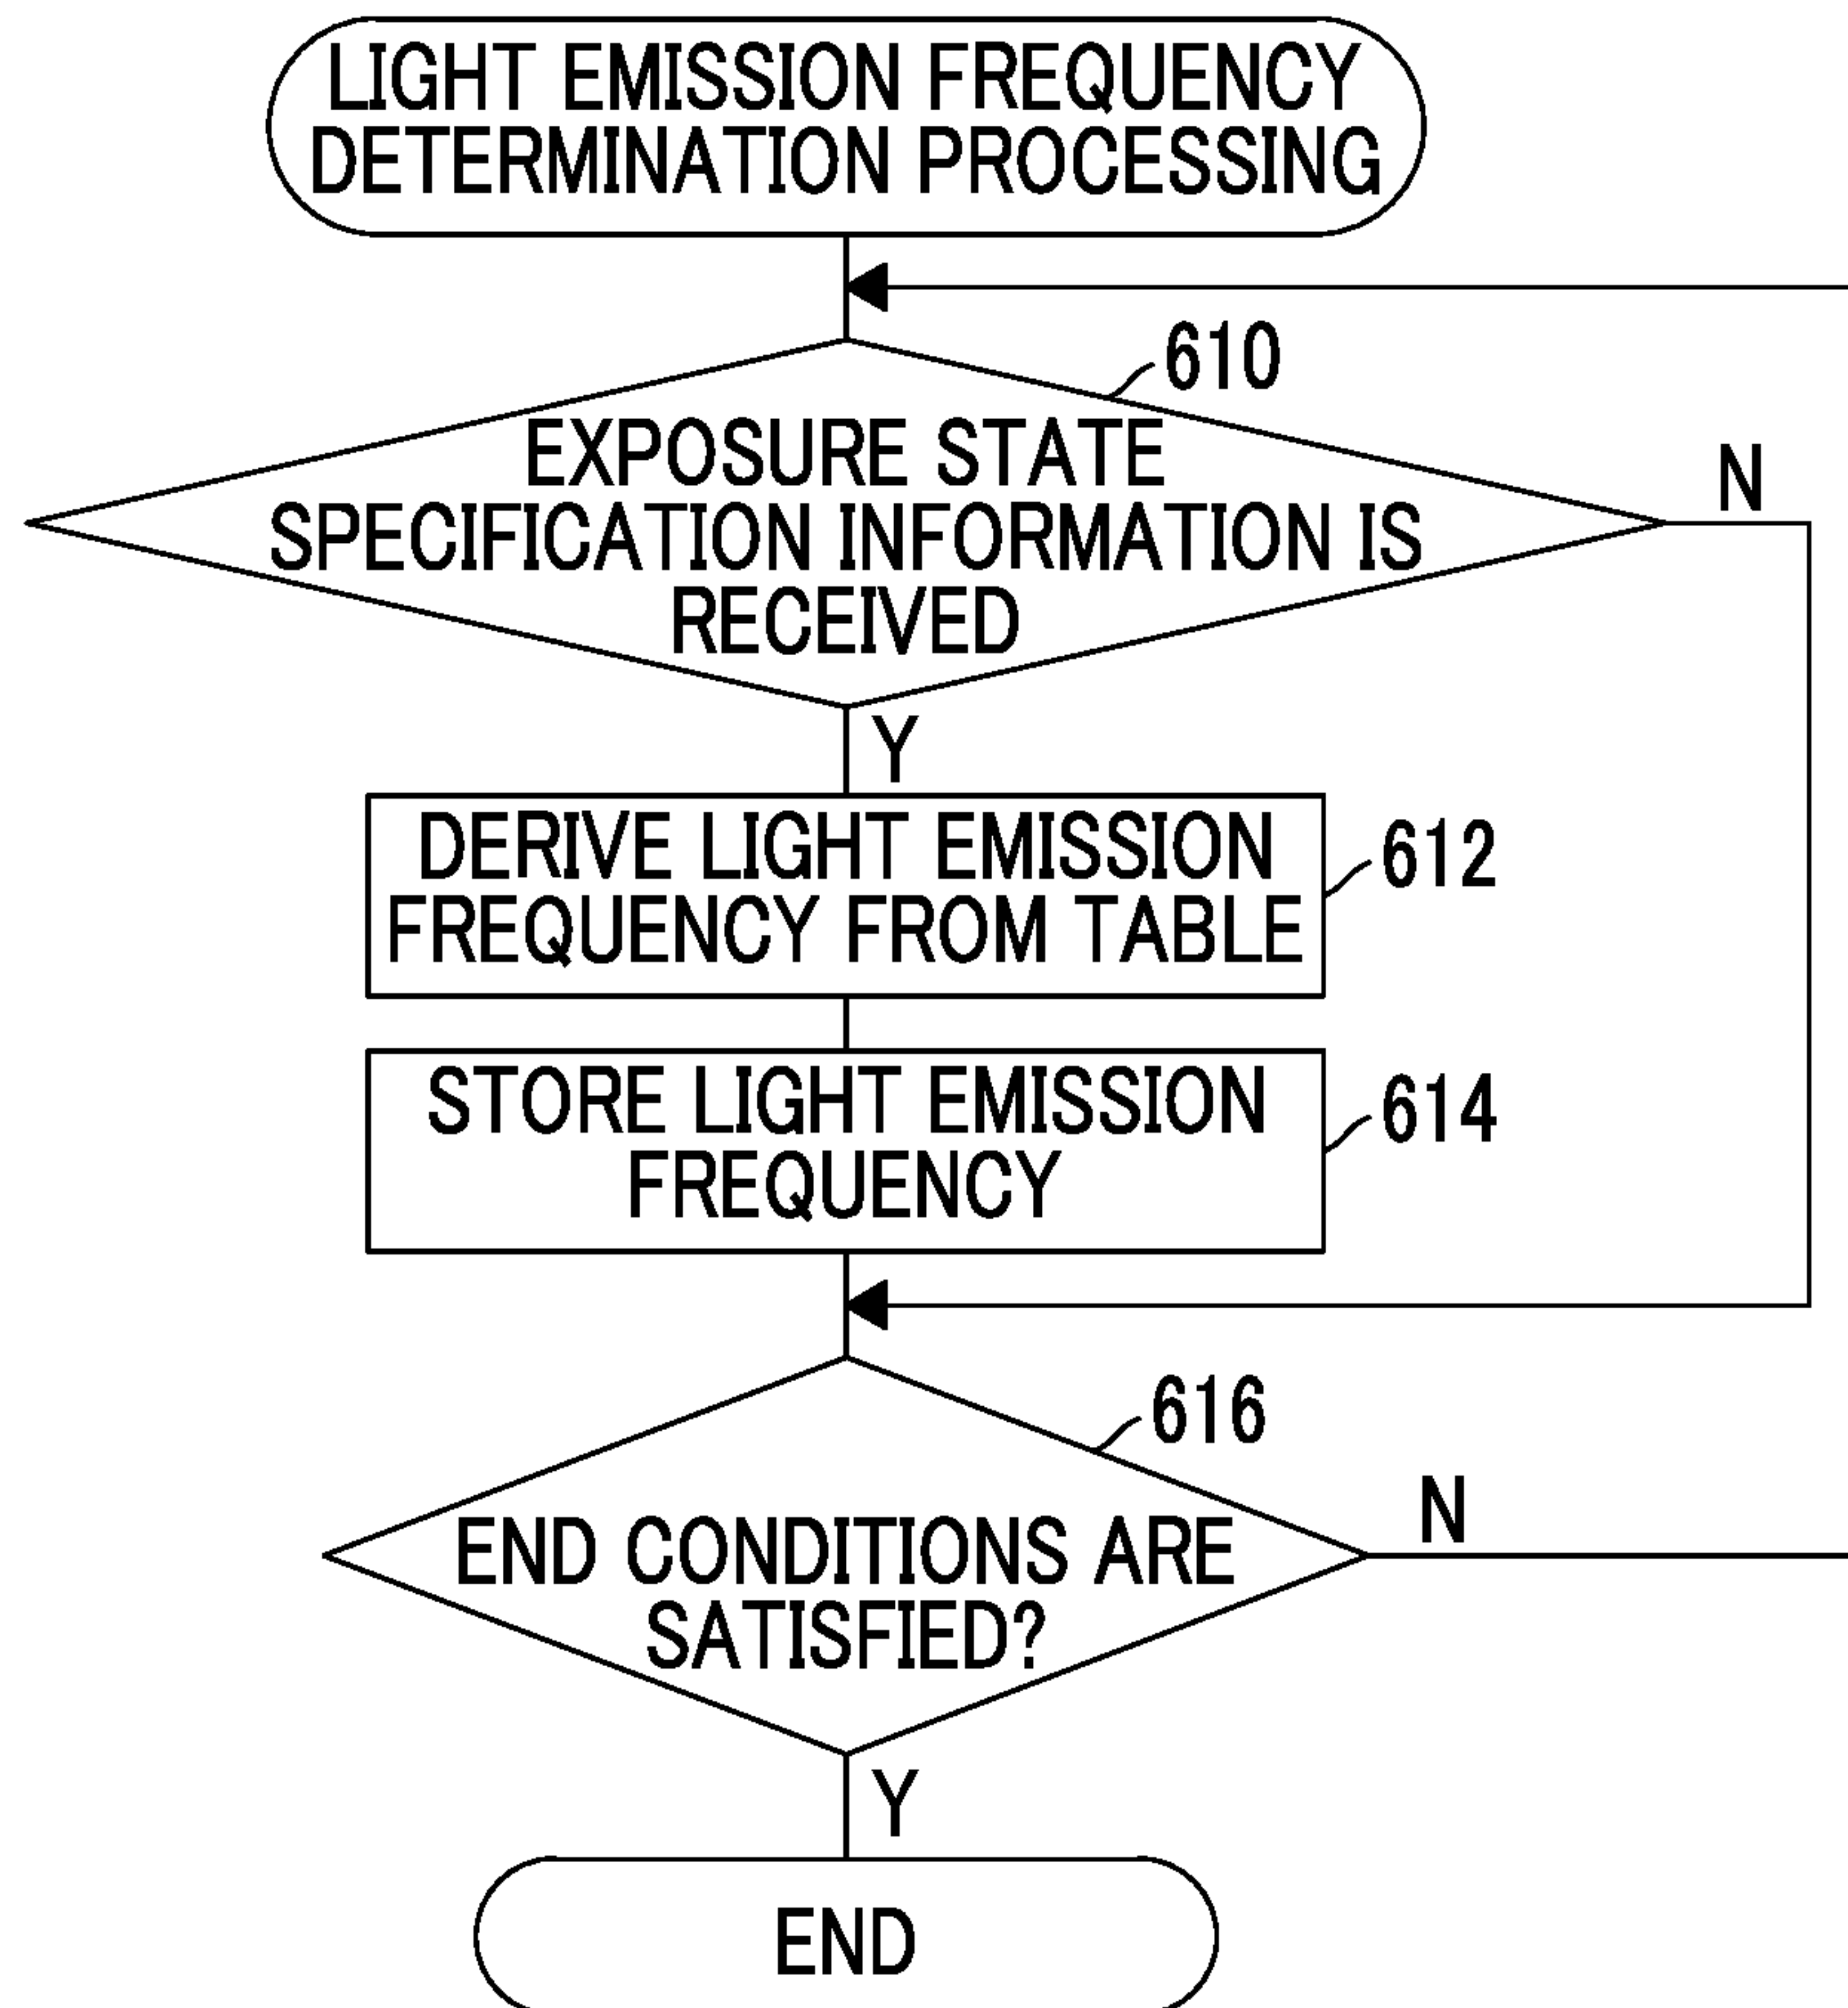 LIGHT EMISSION FREQUENCY
DETERMINATION PROCESSING
610
EXPOSURE STATE
SPECIFICATION INFORMATION IS
RECEIVED
N
Y
DERIVE LIGHT EMISSION
FREQUENCY FROM TABLE
612
STORE LIGHT EMISSION
FREQUENCY
614
616
END CONDITIONS ARE
SATISFIED?
N
Y
END